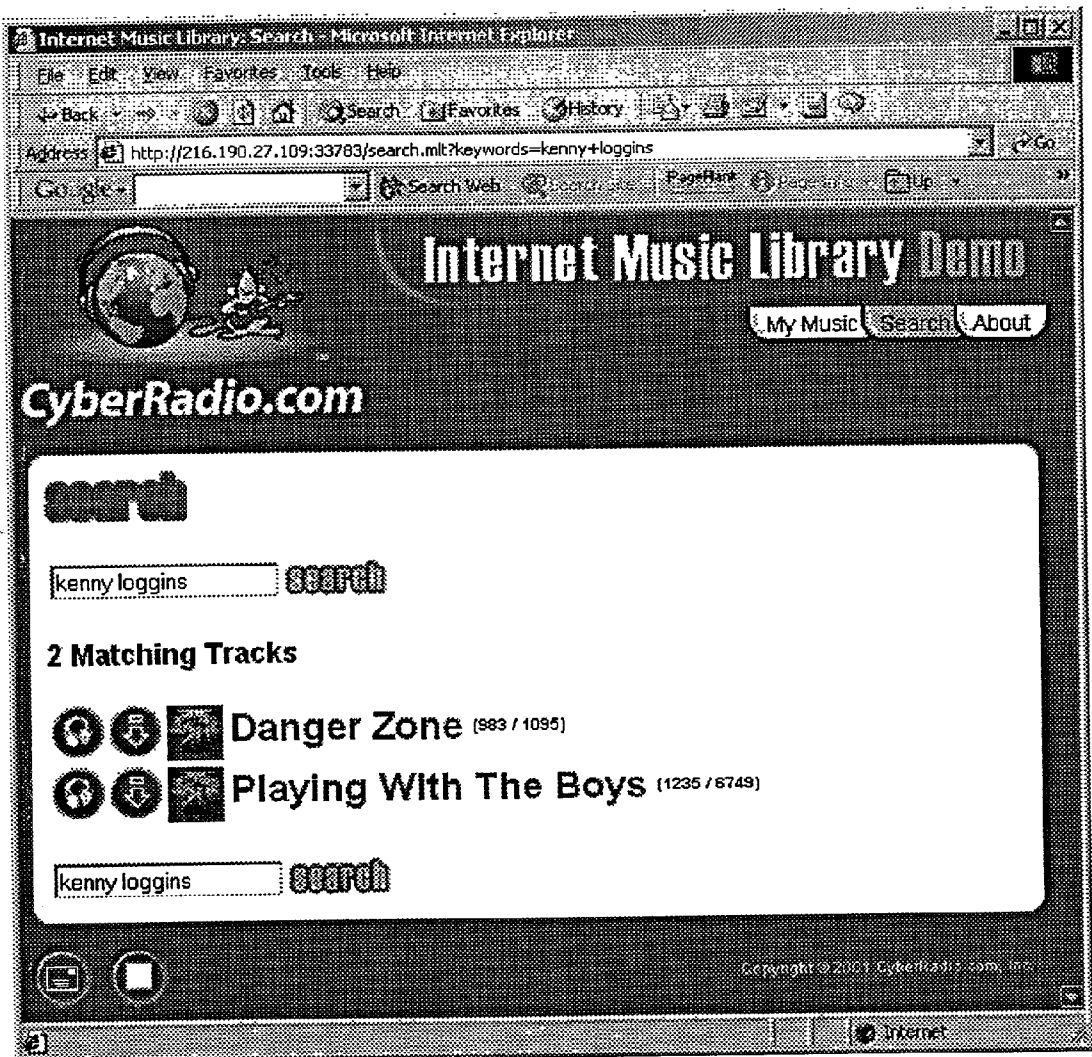 Internet Music Library: Search - Microsoft Internet Explorer
File Edit View Favorites Tools Help
Back Search Favorites History
Address http://216.190.27.109:33783/search.mlt?keywords=kenny+loggins Go
Google Search Web PageRank Up »
Internet Music Library Demo
My Music Search About
CyberRadio.com
search
kenny loggins search
2 Matching Tracks
Danger Zone (983 / 1095)
Playing With The Boys (1235 / 6749)
kenny loggins search
Copyright © 2001 CyberRadio.com, Inc.
Internet